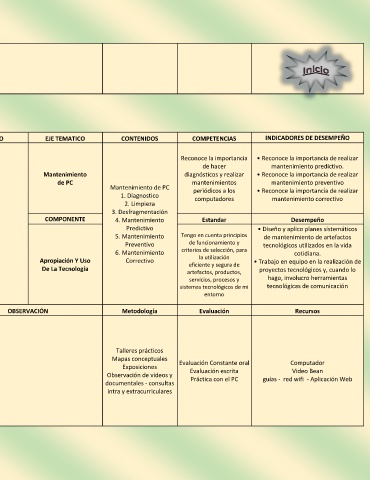 Inicio
O EJE TEMATICO CONTENIDOS COMPETENCIAS INDICADORES DE DESEMPEÑO
Mantenimiento
de PC
COMPONENTE
Apropiación Y Uso
De La Tecnología
Mantenimiento de PC
1. Diagnostico
2. Limpiera
3. Desfragmentación
4. Mantenimiento
Predictivo
5. Mantenimiento
Preventivo
6. Mantenimiento
Correctivo
Reconoce la importancia
de hacer
diagnósticos y realizar
mantenimientos
periódicos a los
computadores
Estandar
Tengo en cuenta principios
de funcionamiento y
criterios de selección, para
la utilización
eficiente y segura de
artefactos, productos,
servicios, procesos y
sistemas tecnológicos de mi
entorno
• Reconoce la importancia de realizar
mantenimiento predictivo.
• Reconoce la importancia de realizar
mantenimiento preventivo
• Reconoce la importancia de realizar
mantenimiento correctivo
Desempeño
• Diseño y aplico planes sistemáticos
de mantenimiento de artefactos
tecnológicos utilizados en la vida
cotidiana.
• Trabajo en equipo en la realización de
proyectos tecnológicos y, cuando lo
hago, involucro herramientas
tecnológicas de comunicación
OBSERVACIÓN Metodología Evaluación Recursos
Talleres prácticos
Mapas conceptuales
Exposiciones
Observación de videos y
documentales - consultas
intra y extracurriculares
Evaluación Constante oral
Evaluación escrita
Práctica con el PC
Computador
Video Bean
guías - red wifi - Aplicación Web